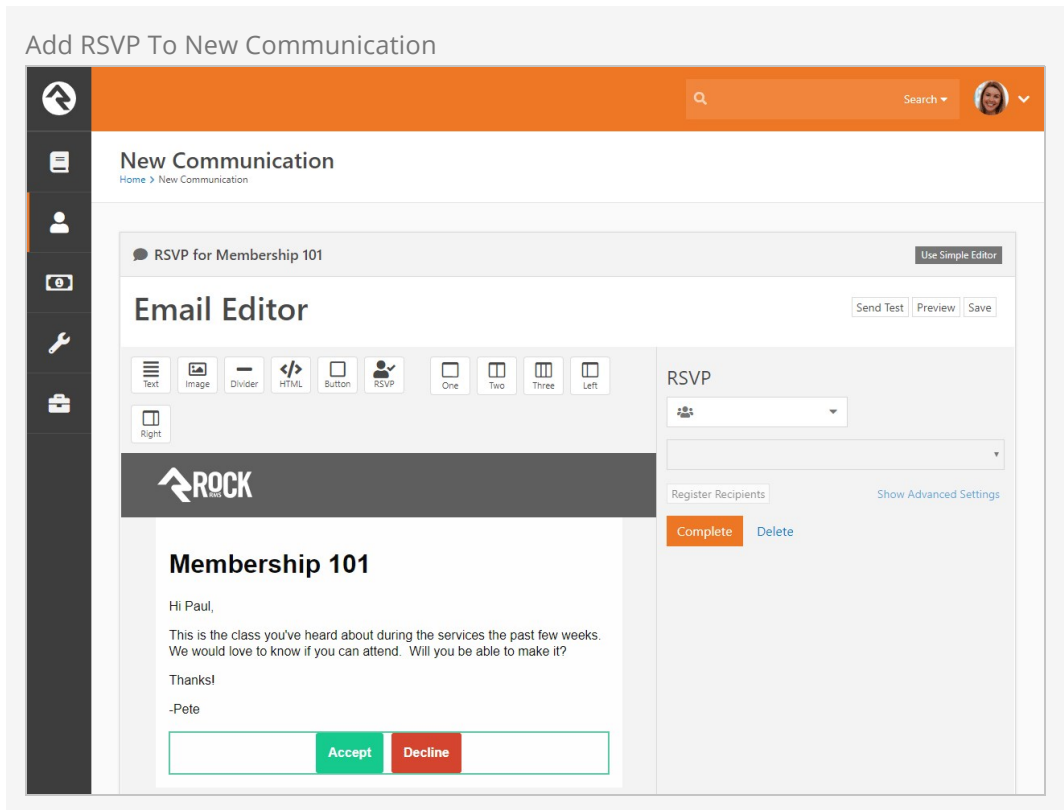 Add RSVP To New Communication
Search
New Communication
Home > New Communication
RSVP for Membership 101
Use Simple Editor
Email Editor
Send Test Preview Save
Text Image Divider HTML Button RSVP One Two Three Left
Right
RSVP
Register Recipients Show Advanced Settings
Complete Delete
ROCK
RMS
Membership 101
Hi Paul,
This is the class you've heard about during the services the past few weeks.
We would love to know if you can attend.  Will you be able to make it?
Thanks!
-Pete
Accept Decline